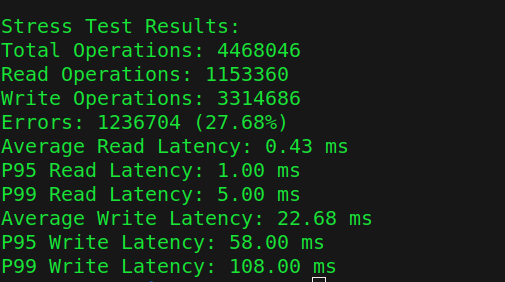 Stress Test Results:
Total Operations: 4468046
Read Operations: 1153360
Write Operations: 3314686
Errors: 1236704 (27.68%)
Average Read Latency: 0.43 ms
P95 Read Latency: 1.00 ms
P99 Read Latency: 5.00 ms
Average Write Latency: 22.68 ms
P95 Write Latency: 58.00 ms
P99 Write Latency: 108.00 ms